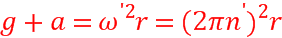 g + a = ω'²r = (2πn')²r